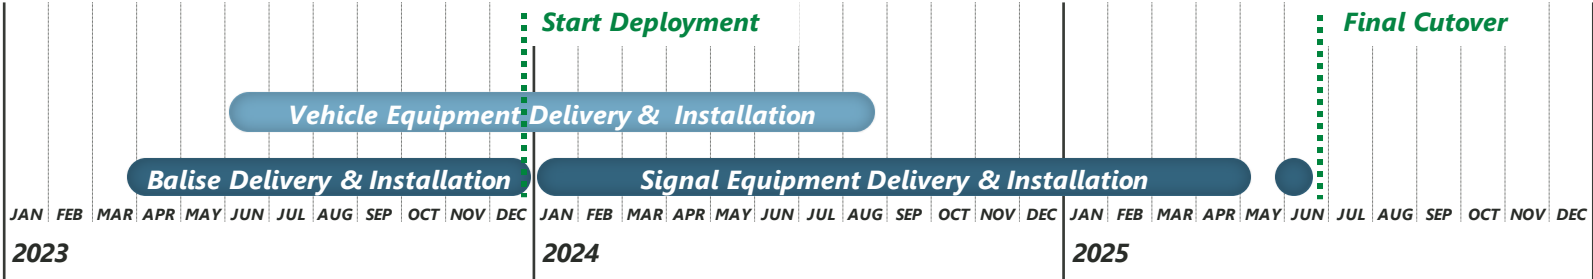 Start Deployment
Final Cutover
Vehicle Equipment Delivery & Installation
Balise Delivery & Installation
Signal Equipment Delivery & Installation
JAN FEB MAR APR MAY JUN JUL AUG SEP OCT NOV DEC JAN FEB MAR APR MAY JUN JUL AUG SEP OCT NOV DEC JAN FEB MAR APR MAY JUN JUL AUG SEP OCT NOV DEC
2023 2024 2025